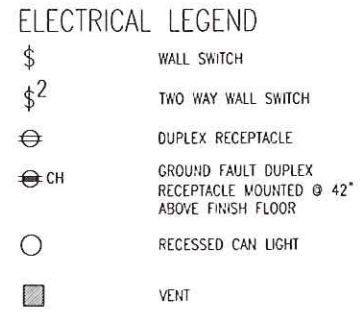 ELECTRICAL LEGEND
$ WALL SWITCH
$2 TWO WAY WALL SWITCH
DUPLEX RECEPTACLE
CH GROUND FAULT DUPLEX
RECEPTACLE MOUNTED @ 42"
ABOVE FINISH FLOOR
RECESSED CAN LIGHT
VENT